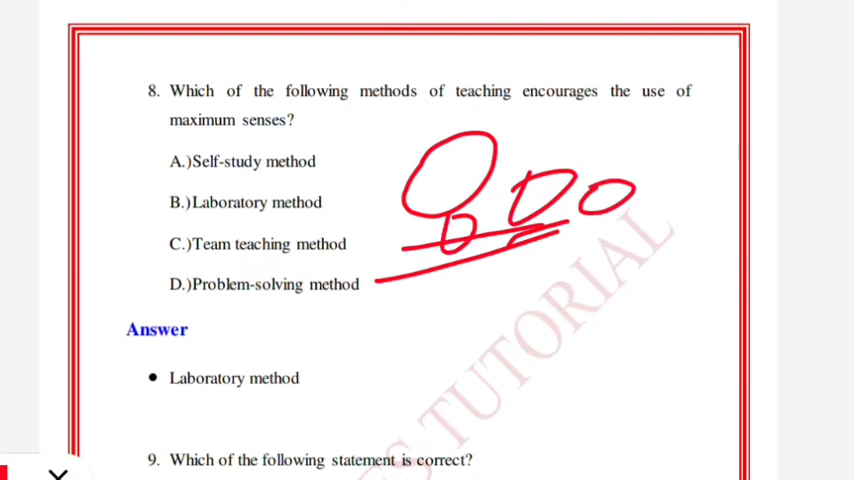 8. Which of the following methods of teaching encourages the use of
maximum senses?
A.)Self-study method
B.)Laboratory method
C.)Team teaching method
D.)Problem-solving method
Answer
• Laboratory method
TUTORIAL
9. Which of the following statement is correct?